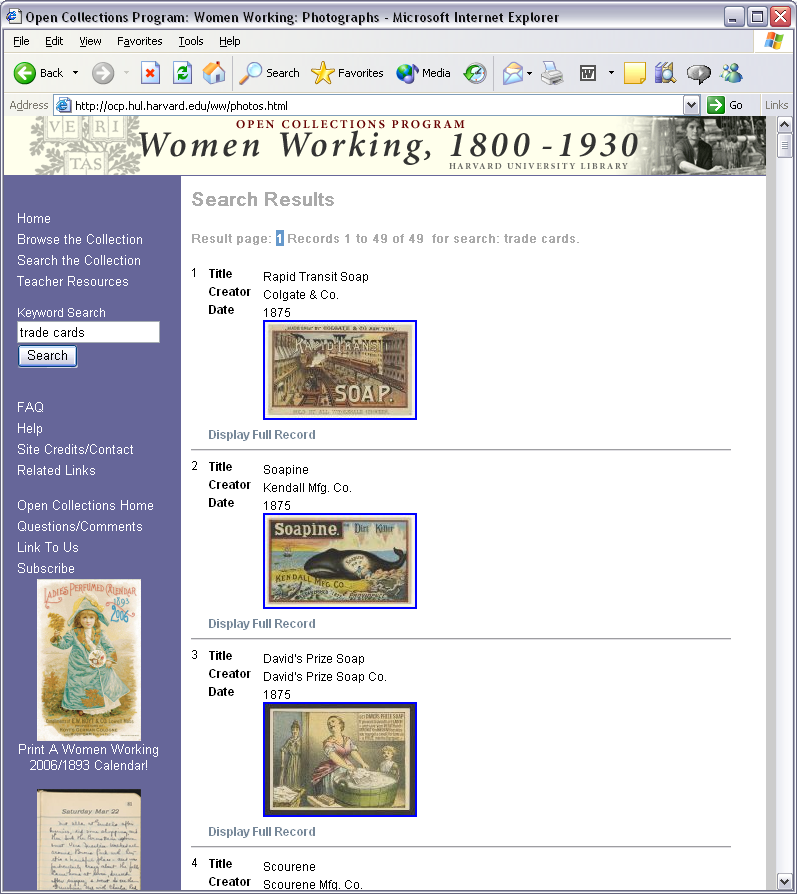 Open Collections Program: Women Working: Photographs - Microsoft Internet Explorer
File Edit View Favorites Tools Help
Back Search Favorites Media
Address http://ocp.hul.harvard.edu/ww/photos.html Go Links
VE RI
TAS
OPEN COLLECTIONS PROGRAM
Women Working, 1800 - 1930
HARVARD UNIVERSITY LIBRARY
Home
Browse the Collection
Search the Collection
Teacher Resources
Keyword Search
trade cards
Search
FAQ
Help
Site Credits/Contact
Related Links
Open Collections Home
Questions/Comments
Link To Us
Subscribe
LADIES PERFUMED CALENDAR
1893
2006
Print A Women Working
2006/1893 Calendar!
Saturday Mar 22
Search Results
Result page: 1 Records 1 to 49 of 49 for search: trade cards.
1 Title Rapid Transit Soap
Creator Colgate & Co.
Date 1875
RAPID TRANSIT
SOAP.
Display Full Record
2 Title Soapine
Creator Kendall Mfg. Co.
Date 1875
Soapine. Dirt Killer
KENDALL MFG. CO.
Display Full Record
3 Title David's Prize Soap
Creator David's Prize Soap Co.
Date 1875
Display Full Record
4 Title Scourene
Creator Scourene Mfg. Co.